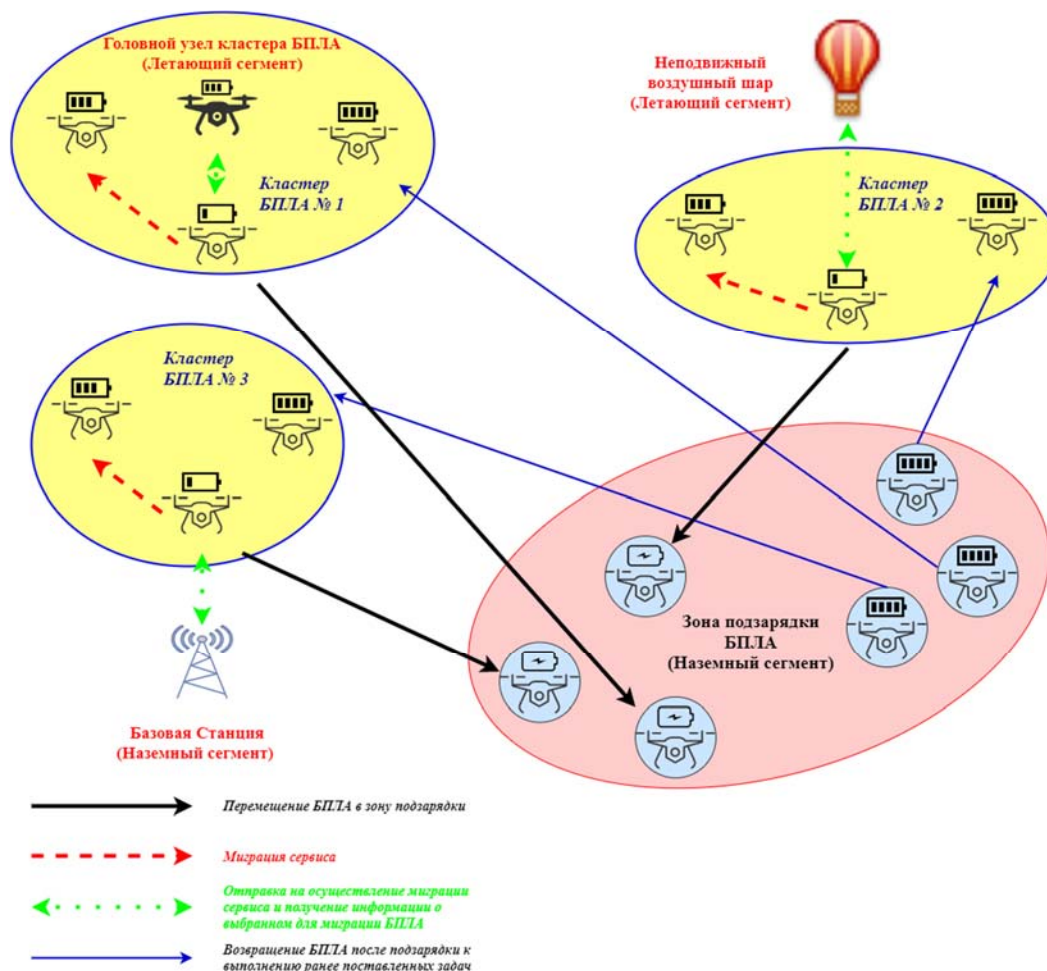 Головной узел кластера БПЛА
(Летающий сегмент)
Неподвижный
воздушный шар
(Летающий сегмент)
Кластер
БПЛА № 1
Кластер
БПЛА № 2
Кластер
БПЛА № 3
Зона подзарядки
БПЛА
(Наземный сегмент)
Базовая Станция
(Наземный сегмент)
Перемещение БПЛА в зону подзарядки
Миграция сервиса
Отправка на осуществление миграции
сервиса и получение информации о
выбранном для миграции БПЛА
Возвращение БПЛА после подзарядки к
выполнению ранее поставленных задач